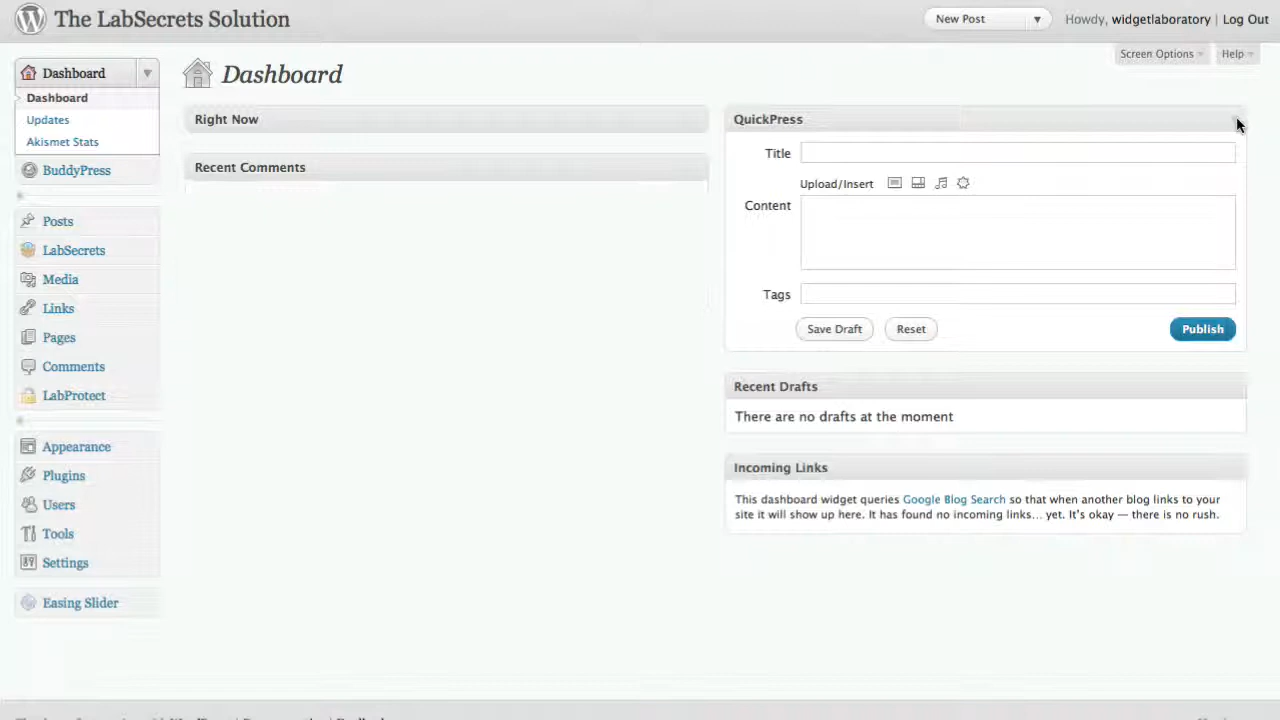 The LabSecrets Solution
New Post
Howdy, widgetlaboratory | Log Out
Screen Options
Help
Dashboard
Dashboard
Updates
Akismet Stats
BuddyPress
Posts
LabSecrets
Media
Links
Pages
Comments
LabProtect
Appearance
Plugins
Users
Tools
Settings
Easing Slider
Dashboard
Right Now
Recent Comments
QuickPress
Title
Upload/Insert
Content
Tags
Save Draft
Reset
Publish
Recent Drafts
There are no drafts at the moment
Incoming Links
This dashboard widget queries Google Blog Search so that when another blog links to your
site it will show up here. It has found no incoming links... yet. It's okay — there is no rush.